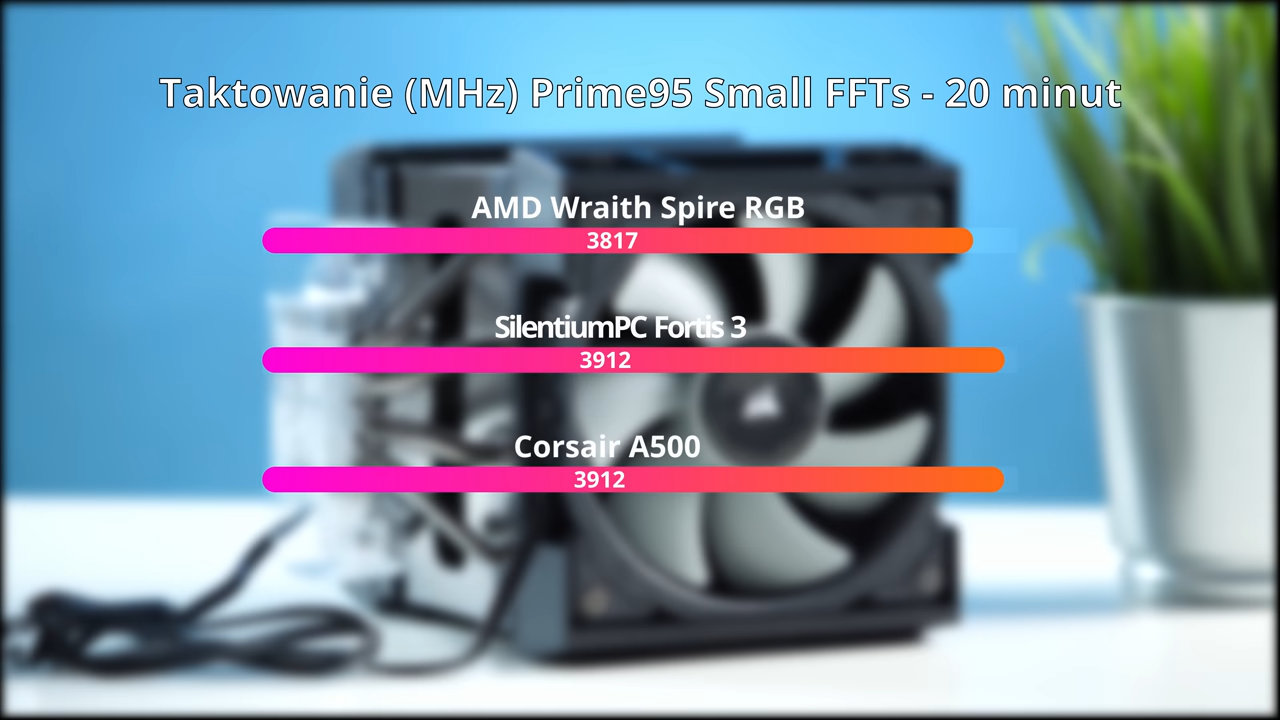 Taktowanie (MHz) Prime95 Small FFTs - 20 minut
AMD Wraith Spire RGB
3817
SilentiumPC Fortis 3
3912
Corsair A500
3912